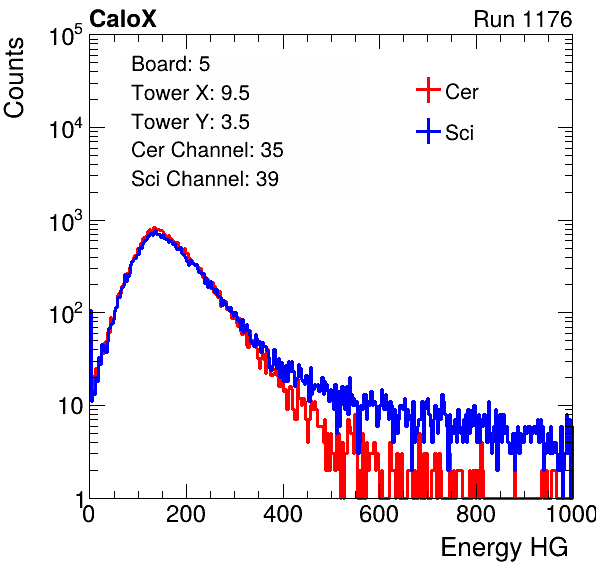 CaloX Run 1176
Counts
10^5
10^4
10^3
10^2
10
1
Board: 5
Tower X: 9.5
Tower Y: 3.5
Cer Channel: 35
Sci Channel: 39
Cer
Sci
0 200 400 600 800 1000
Energy HG